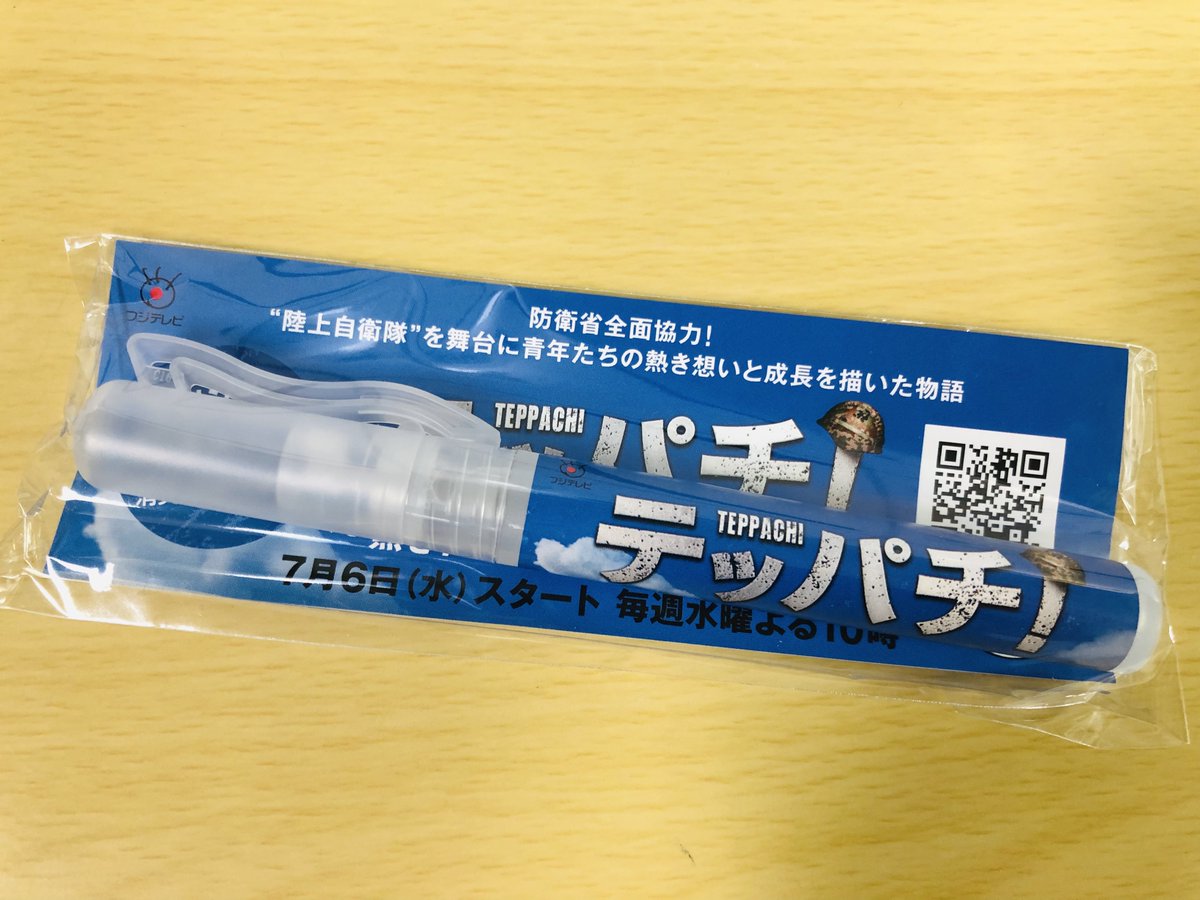 フジテレビ
防衛省全面協力!
“陸上自衛隊”を舞台に青年たちの熱き想いと成長を描いた物語
TEPPACHI
パチ!
フジテレビ
TEPPACHI
テッパチ!
7月6日(水)スタート 毎週水曜よる10時